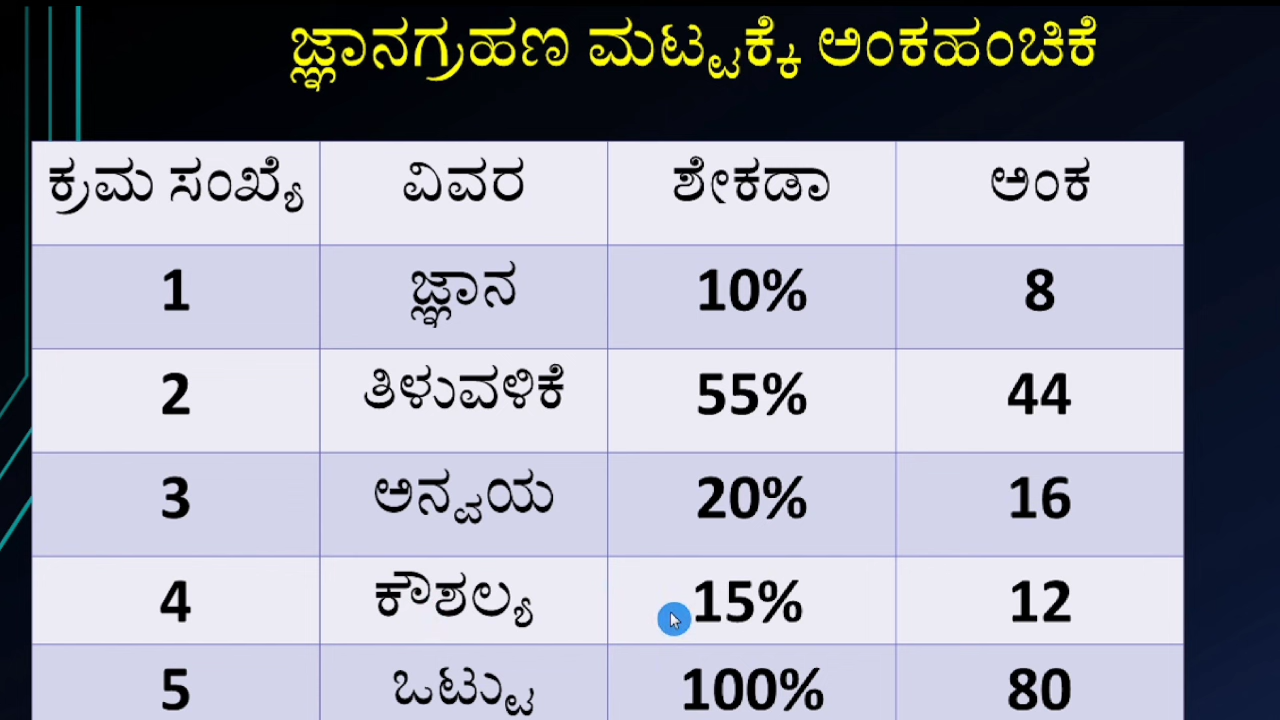 ಜ್ಞಾನಗ್ರಹಣ ಮಟ್ಟಕ್ಕೆ ಅಂಕಹಂಚಿಕೆ
ಕ್ರಮ ಸಂಖ್ಯೆ ವಿವರ ಶೇಕಡಾ ಅಂಕ
1 ಜ್ಞಾನ 10% 8
2 ತಿಳುವಳಿಕೆ 55% 44
3 ಅನ್ವಯ 20% 16
4 ಕೌಶಲ್ಯ 15% 12
5 ಒಟ್ಟು 100% 80